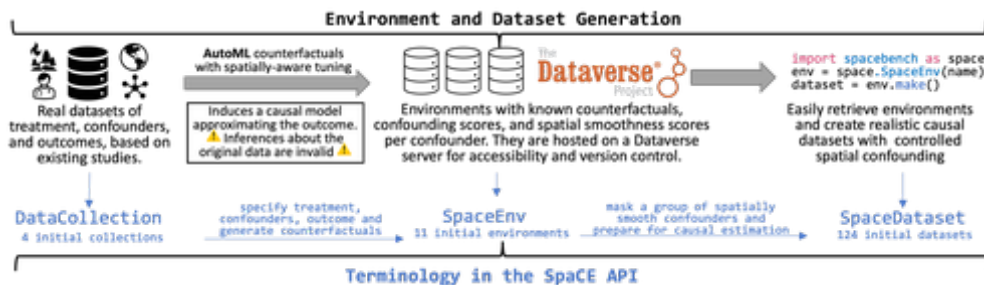 Environment and Dataset Generation
AutoML counterfactuals
with spatially-aware tuning
The
Dataverse®
Project
import spacebench as space
env = space.SpaceEnv(name)
dataset = env.make()
Real datasets of
treatment, confounders,
and outcomes, based on
existing studies.
Induces a causal model
approximating the outcome.
⚠ Inferences about the
original data are invalid ⚠
Environments with known counterfactuals,
confounding scores, and spatial smoothness scores
per confounder. They are hosted on a Dataverse
server for accessibility and version control.
Easily retrieve environments
and create realistic causal
datasets with controlled
spatial confounding
DataCollection
4 initial collections
specify treatment,
confounders, outcome and
generate counterfactuals
SpaceEnv
11 initial environments
mask a group of spatially
smooth confounders and
prepare for causal estimation
SpaceDataset
124 initial datasets
Terminology in the SpaCE API